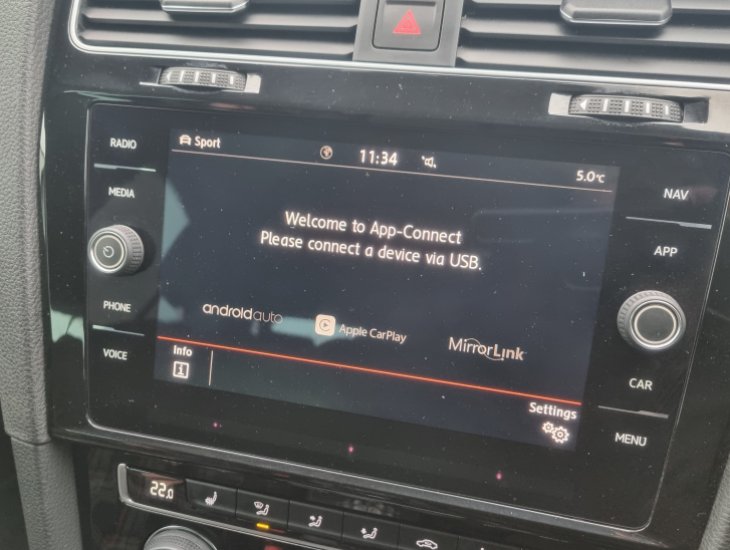 RADIO
MEDIA
PHONE
VOICE
Sport
11:34
5.0°C
Welcome to App-Connect
Please connect a device via USB.
androidauto
Apple CarPlay
MirrorLink
Info
i
Settings
NAV
APP
CAR
MENU
22.0